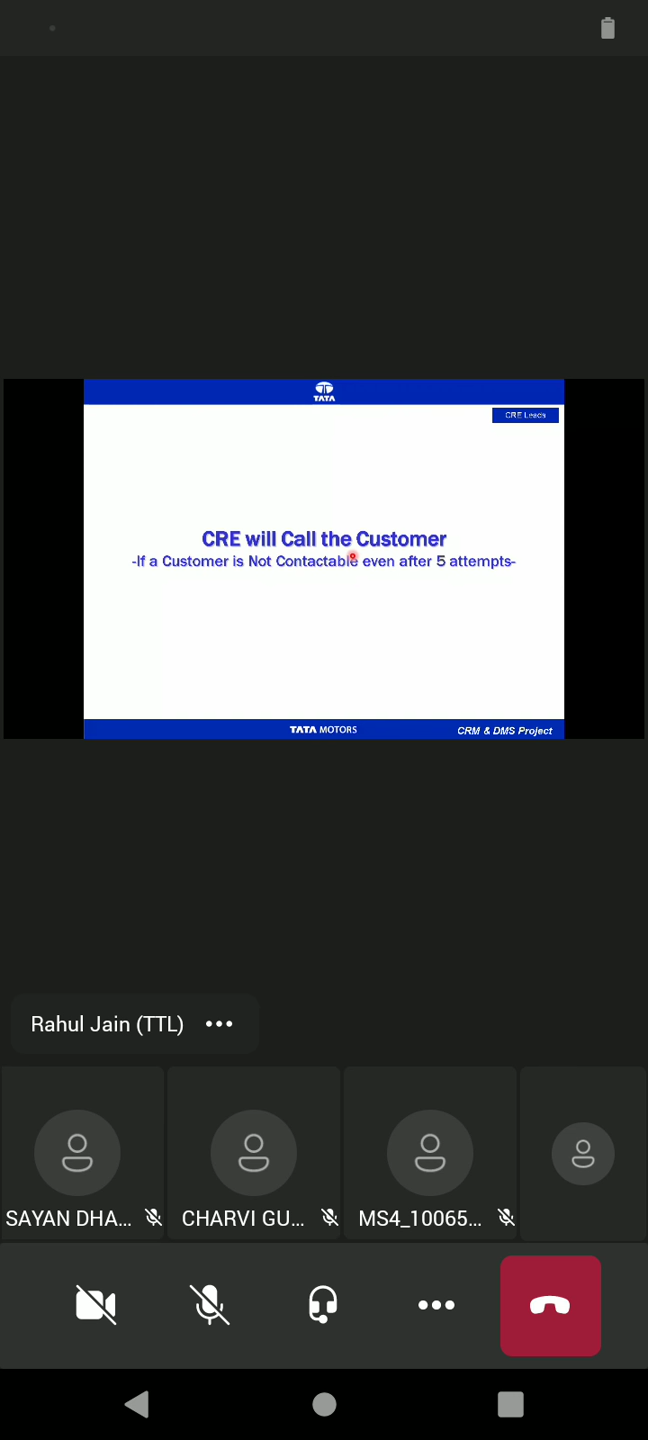 TATA
CRE Leads
CRE will Call the Customer
-If a Customer is Not Contactable even after 5 attempts-
TATA MOTORS
CRM & DMS Project
Rahul Jain (TTL)
SAYAN DHA...
CHARVI GU...
MS4_10065...